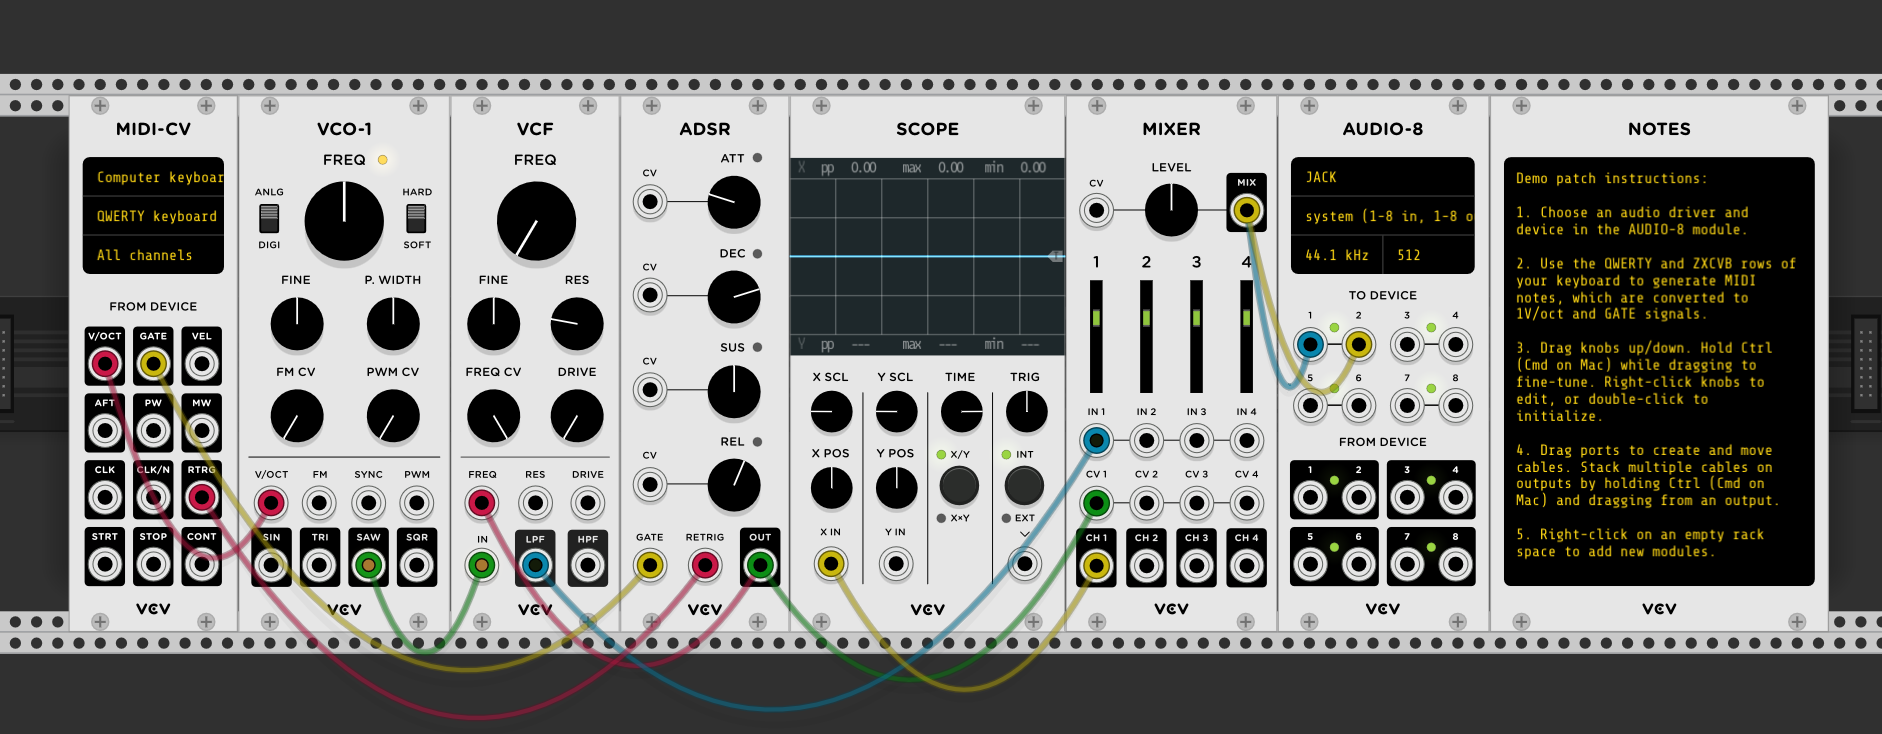 MIDI-CV
Computer keyboar
QWERTY keyboard
All channels
FROM DEVICE
V/OCT GATE VEL
AFT PW MW
CLK CLK/N RTRG
STRT STOP CONT
VCV
VCO-1
FREQ
ANLG HARD
DIGI SOFT
FINE P. WIDTH
FM CV PWM CV
V/OCT FM SYNC PWM
SIN TRI SAW SQR
VCV
VCF
FREQ
FINE RES
FREQ CV DRIVE
FREQ RES DRIVE
IN LPF HPF
VCV
ADSR
ATT
CV
DEC
CV
SUS
CV
REL
CV
GATE RETRIG OUT
VCV
SCOPE
X pp 0.00 max 0.00 min 0.00
T
Y pp --- max --- min ---
X SCL Y SCL TIME TRIG
X POS Y POS X/Y INT
X×Y EXT
X IN Y IN
VCV
MIXER
LEVEL
CV MIX
1 2 3 4
IN 1 IN 2 IN 3 IN 4
CV 1 CV 2 CV 3 CV 4
CH 1 CH 2 CH 3 CH 4
VCV
AUDIO-8
JACK
system (1-8 in, 1-8 o
44.1 kHz 512
TO DEVICE
1 2 3 4
5 6 7 8
FROM DEVICE
1 2 3 4
5 6 7 8
VCV
NOTES
Demo patch instructions:
1. Choose an audio driver and
device in the AUDIO-8 module.
2. Use the QWERTY and ZXCVB rows of
your keyboard to generate MIDI
notes, which are converted to
1V/oct and GATE signals.
3. Drag knobs up/down. Hold Ctrl
(Cmd on Mac) while dragging to
fine-tune. Right-click knobs to
edit, or double-click to
initialize.
4. Drag ports to create and move
cables. Stack multiple cables on
outputs by holding Ctrl (Cmd on
Mac) and dragging from an output.
5. Right-click on an empty rack
space to add new modules.
VCV